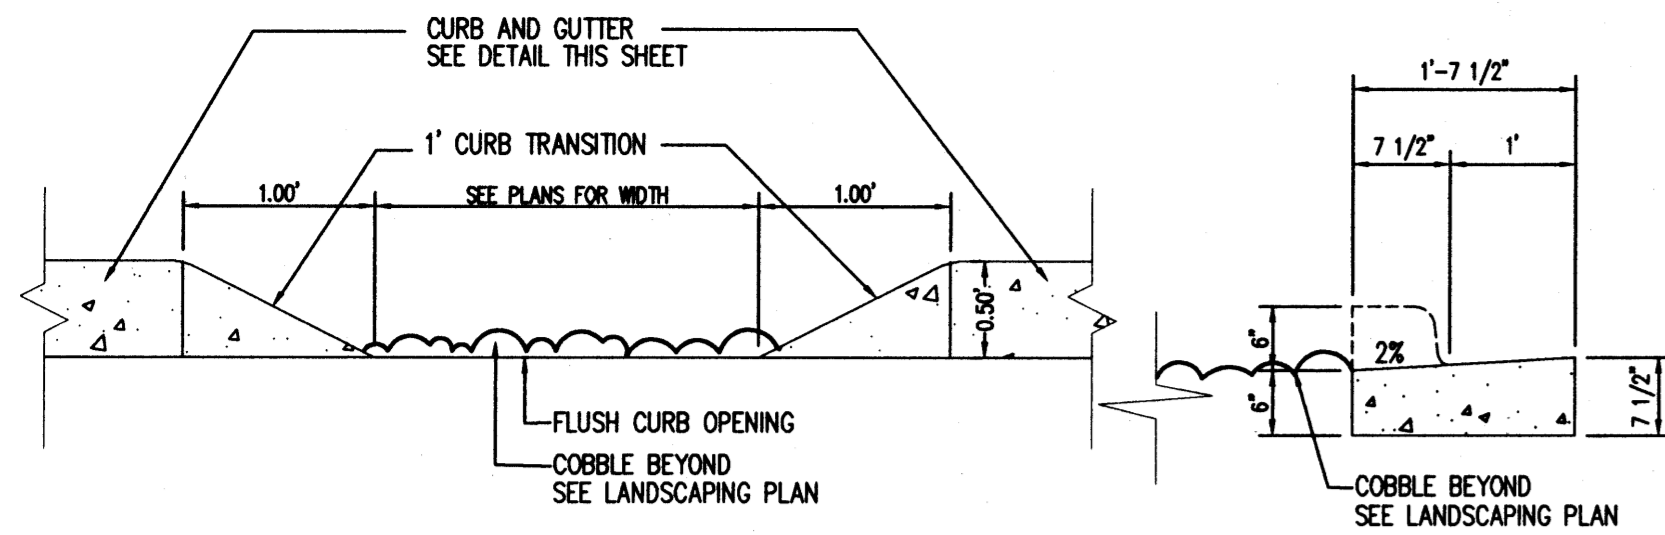 CURB AND GUTTER
SEE DETAIL THIS SHEET
1' CURB TRANSITION
1.00'
SEE PLANS FOR WIDTH
1.00'
0.50'
FLUSH CURB OPENING
COBBLE BEYOND
SEE LANDSCAPING PLAN
1'-7 1/2"
7 1/2"
1'
6"
2%
6"
7 1/2"
COBBLE BEYOND
SEE LANDSCAPING PLAN